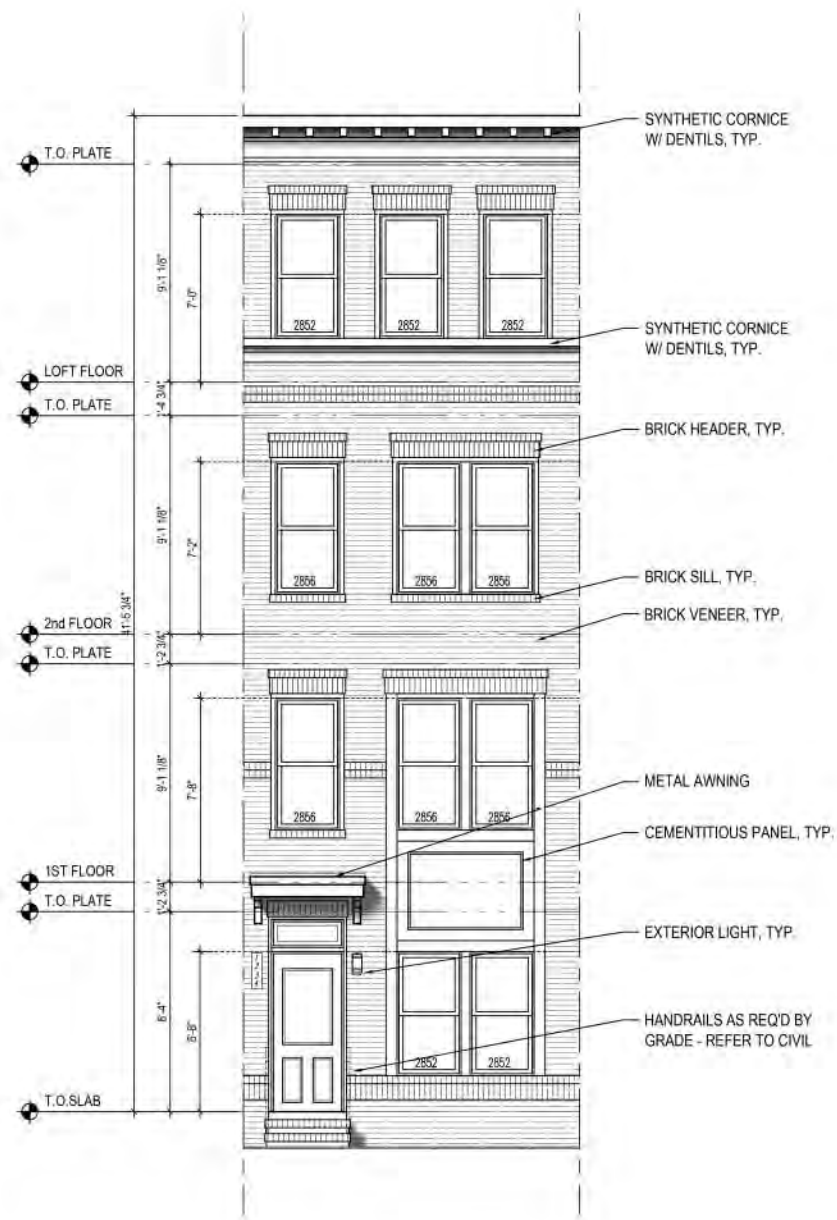 SYNTHETIC CORNICE
W/ DENTILS, TYP.
T.O. PLATE
9'-1 1/8"
7'-0"
2852
2852
2852
SYNTHETIC CORNICE
W/ DENTILS, TYP.
LOFT FLOOR
1'-4 3/4"
T.O. PLATE
BRICK HEADER, TYP.
9'-1 1/8"
7'-2"
2856
2856
2856
BRICK SILL, TYP.
BRICK VENEER, TYP.
41'-5 3/4"
2nd FLOOR
1'-2 3/4"
T.O. PLATE
9'-1 1/8"
7'-8"
METAL AWNING
2856
2856
2856
CEMENTITIOUS PANEL, TYP.
1ST FLOOR
1'-2 3/4"
T.O. PLATE
EXTERIOR LIGHT, TYP.
1234
6'-8"
HANDRAILS AS REQ'D BY
GRADE - REFER TO CIVIL
2852
2852
T.O.SLAB